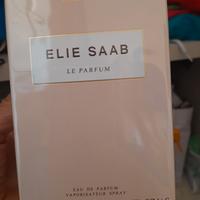 ELIE SAAB
LE PARFUM
EAU DE PARFUM
VAPORISATEUR SPRAY